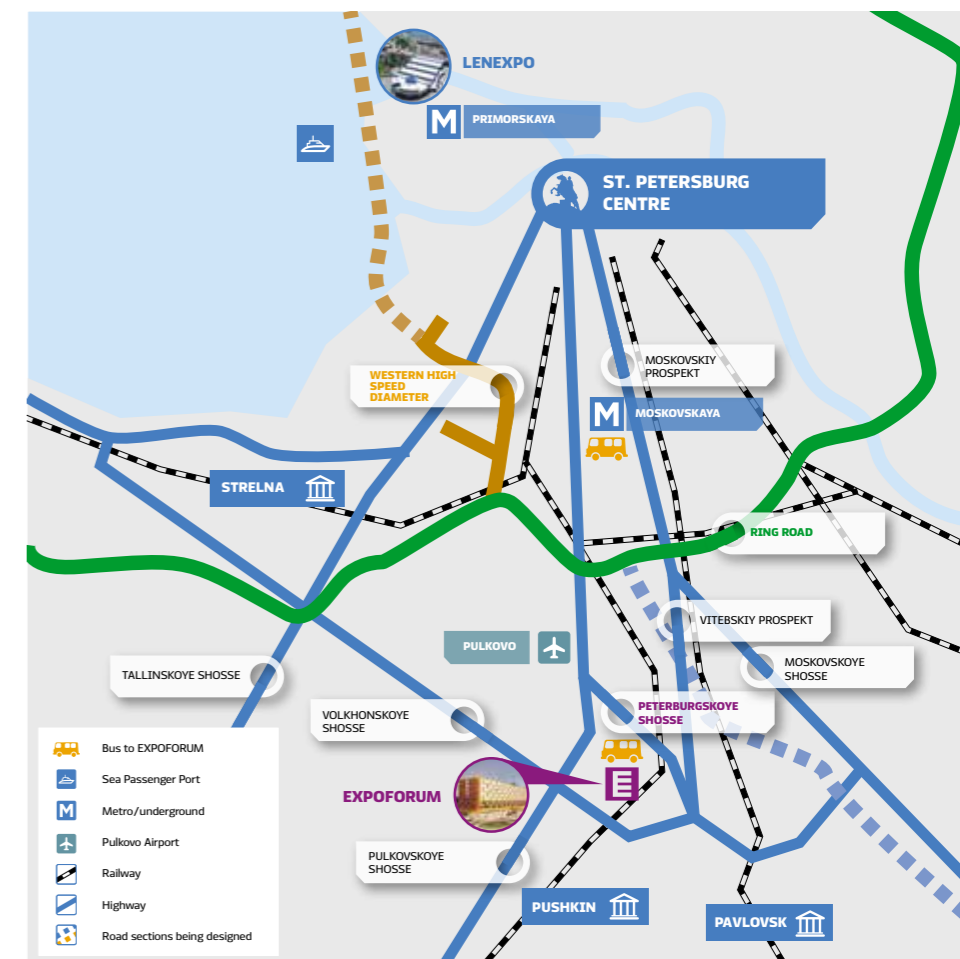 LENEXPO
M
PRIMORSKAYA
ST. PETERSBURG
CENTRE
MOSKOVSKIY
PROSPEKT
WESTERN HIGH
SPEED
DIAMETER
M
MOSKOVSKAYA
STRELNA
RING ROAD
VITEBSKIY PROSPEKT
PULKOVO
MOSKOVSKOYE
SHOSSE
TALLINSKOYE SHOSSE
VOLKHONSKOYE
SHOSSE
PETERBURGSKOYE
SHOSSE
EXPOFORUM
E
PULKOVSKOYE
SHOSSE
PUSHKIN
PAVLOVSK
Bus to EXPOFORUM
Sea Passenger Port
M
Metro/underground
Pulkovo Airport
Railway
Highway
Road sections being designed